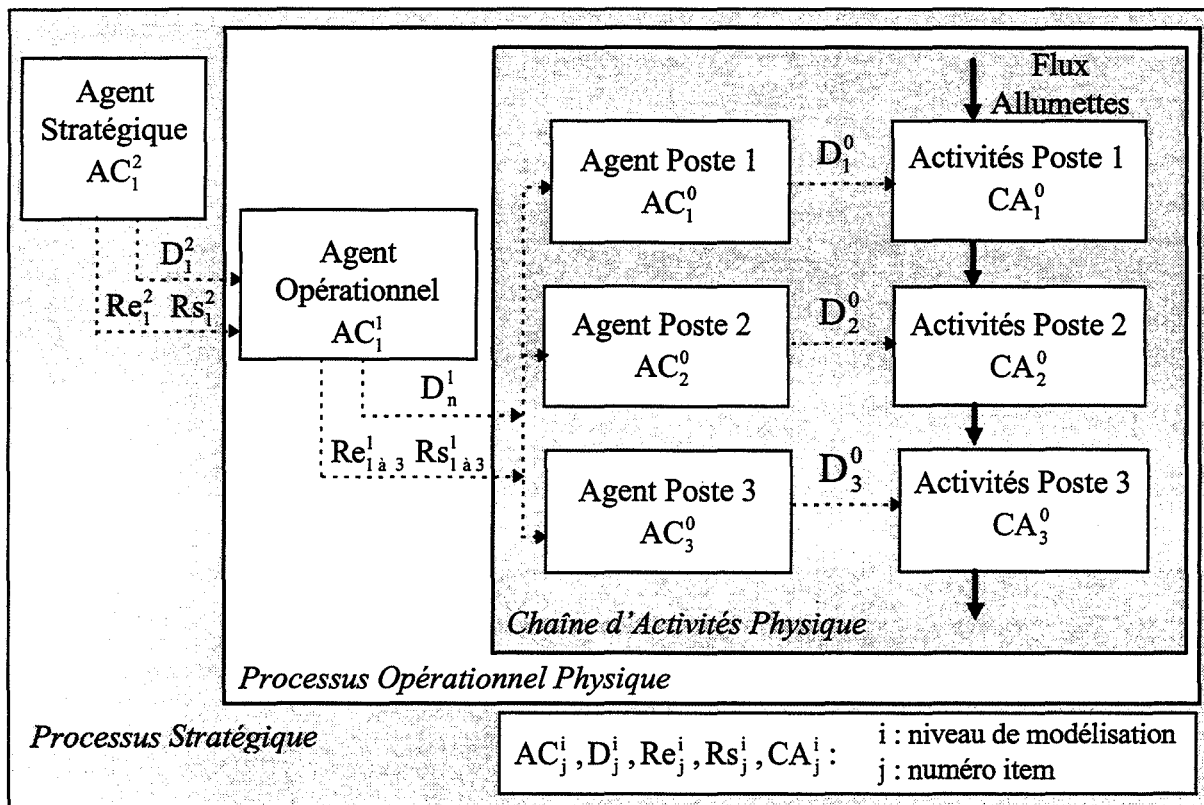 Agent
Stratégique
AC₁²
D₁²
Re₁² Rs₁²
Agent
Opérationnel
AC₁¹
Dₙ¹
Re¹₁ à ₃ Rs¹₁ à ₃
Flux
Allumettes
Agent Poste 1
AC₁⁰
D₁⁰
Activités Poste 1
CA₁⁰
Agent Poste 2
AC₂⁰
D₂⁰
Activités Poste 2
CA₂⁰
Agent Poste 3
AC₃⁰
D₃⁰
Activités Poste 3
CA₃⁰
Chaîne d'Activités Physique
Processus Opérationnel Physique
Processus Stratégique
ACⱼⁱ, Dⱼⁱ, Reⱼⁱ, Rsⱼⁱ, CAⱼⁱ :
i : niveau de modélisation
j : numéro item